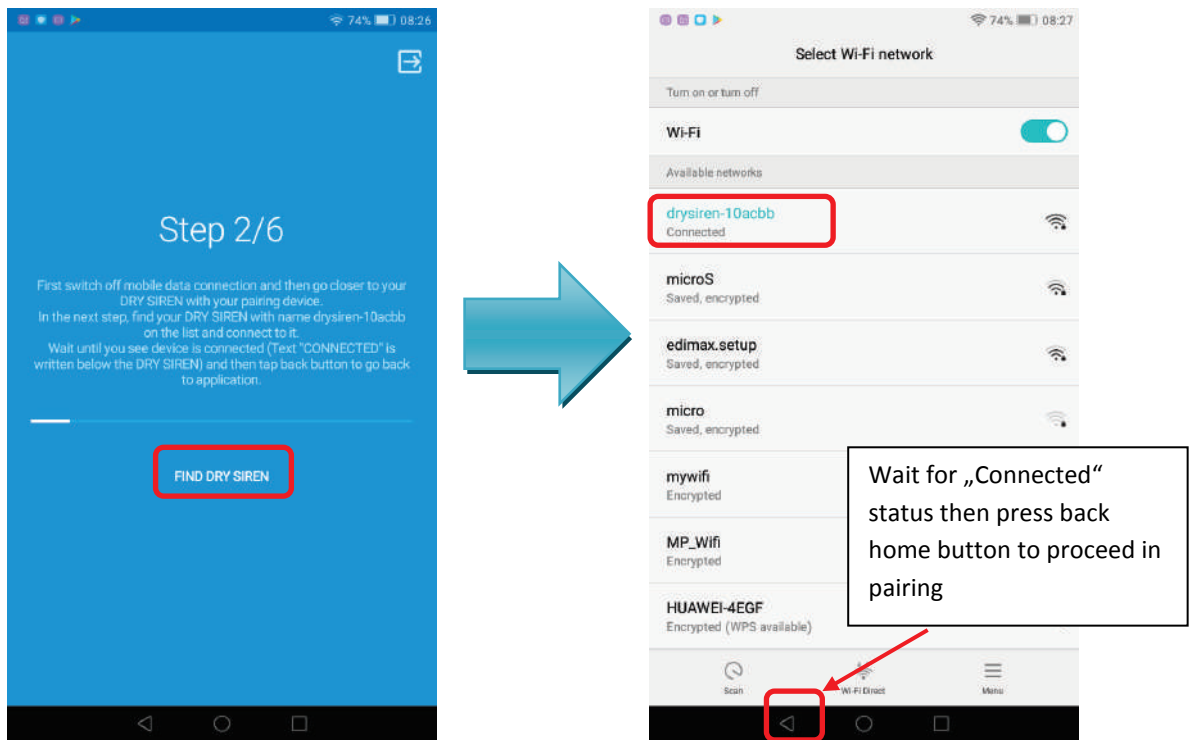 74% 08:26
Step 2/6
First switch off mobile data connection and then go closer to your
DRY SIREN with your pairing device.
In the next step, find your DRY SIREN with name drysiren-10acbb
on the list and connect to it.
Wait until you see device is connected (Text "CONNECTED" is
written below the DRY SIREN) and then tap back button to go back
to application.
FIND DRY SIREN
74% 08:27
Select Wi-Fi network
Turn on or turn off
Wi-Fi
Available networks
drysiren-10acbb
Connected
microS
Saved, encrypted
edimax.setup
Saved, encrypted
micro
Saved, encrypted
mywifi
Encrypted
MP_Wifi
Encrypted
HUAWEI-4EGF
Encrypted (WPS available)
Wait for „Connected“
status then press back
home button to proceed in
pairing
Scan
Wi-Fi Direct
Menu